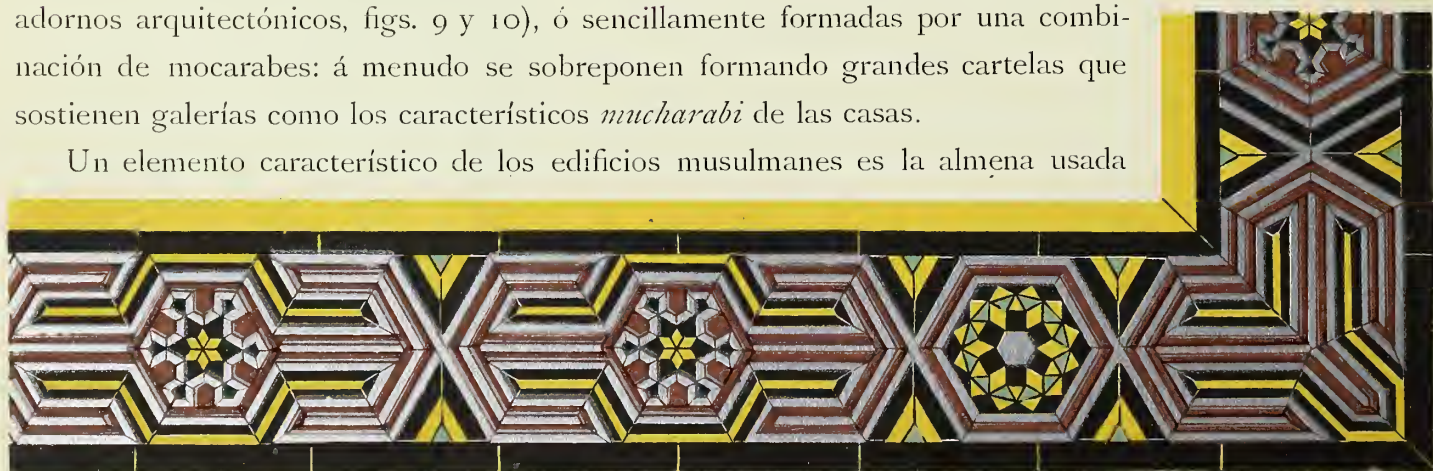 adornos arquitectónicos, figs. 9 y 10), ó sencillamente formadas por una combi-
nación de mocarabes: á menudo se sobreponen formando grandes cartelas que
sostienen galerías como los característicos mucharabi de las casas.
Un elemento característico de los edificios musulmanes es la almena usada